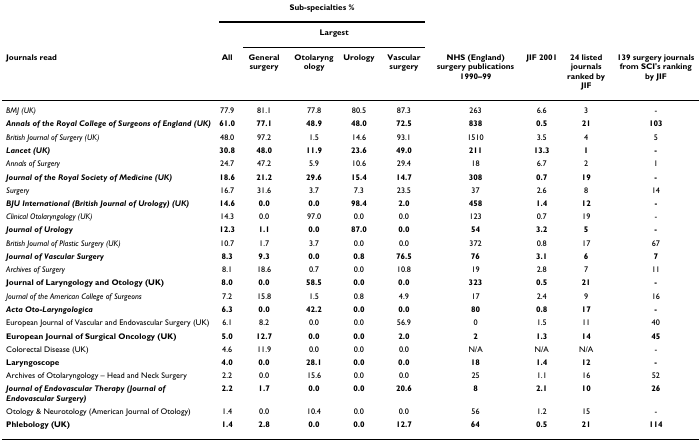 Sub-specialties %
Largest
Journals read All General surgery Otolaryng ology Urology Vascular surgery NHS (England) surgery publications 1990–99 JIF 2001 24 listed journals ranked by JIF 139 surgery journals from SCI's ranking by JIF
BMJ (UK) 77.9 81.1 77.8 80.5 87.3 263 6.6 3 -
Annals of the Royal College of Surgeons of England (UK) 61.0 77.1 48.9 48.0 72.5 838 0.5 21 103
British Journal of Surgery (UK) 48.0 97.2 1.5 14.6 93.1 1510 3.5 4 5
Lancet (UK) 30.8 48.0 11.9 23.6 49.0 211 13.3 1 -
Annals of Surgery 24.7 47.2 5.9 10.6 29.4 18 6.7 2 1
Journal of the Royal Society of Medicine (UK) 18.6 21.2 29.6 15.4 14.7 308 0.7 19 -
Surgery 16.7 31.6 3.7 7.3 23.5 37 2.6 8 14
BJU International (British Journal of Urology) (UK) 14.6 0.0 0.0 98.4 2.0 458 1.4 12 -
Clinical Otolaryngology (UK) 14.3 0.0 97.0 0.0 0.0 123 0.7 19 -
Journal of Urology 12.3 1.1 0.0 87.0 0.0 54 3.2 5 -
British Journal of Plastic Surgery (UK) 10.7 1.7 3.7 0.0 0.0 372 0.8 17 67
Journal of Vascular Surgery 8.3 9.3 0.0 0.8 76.5 76 3.1 6 7
Archives of Surgery 8.1 18.6 0.7 0.0 10.8 19 2.8 7 11
Journal of Laryngology and Otology (UK) 8.0 0.0 58.5 0.0 0.0 323 0.5 21 -
Journal of the American College of Surgeons 7.2 15.8 1.5 0.8 4.9 17 2.4 9 16
Acta Oto-Laryngologica 6.3 0.0 42.2 0.0 0.0 80 0.8 17 -
European Journal of Vascular and Endovascular Surgery (UK) 6.1 8.2 0.0 0.0 56.9 0 1.5 11 40
European Journal of Surgical Oncology (UK) 5.0 12.7 0.0 0.0 2.0 2 1.3 14 45
Colorectal Disease (UK) 4.6 11.9 0.0 0.0 0.0 N/A N/A N/A -
Laryngoscope 4.0 0.0 28.1 0.0 0.0 18 1.4 12 -
Archives of Otolaryngology – Head and Neck Surgery 2.2 0.0 15.6 0.0 0.0 25 1.1 16 52
Journal of Endovascular Therapy (Journal of 2.2 1.7 0.0 0.0 20.6 8 2.1 10 26
Endovascular Surgery)
Otology & Neurotology (American Journal of Otology) 1.4 0.0 10.4 0.0 0.0 56 1.2 15 -
Phlebology (UK) 1.4 2.8 0.0 0.0 12.7 64 0.5 21 114